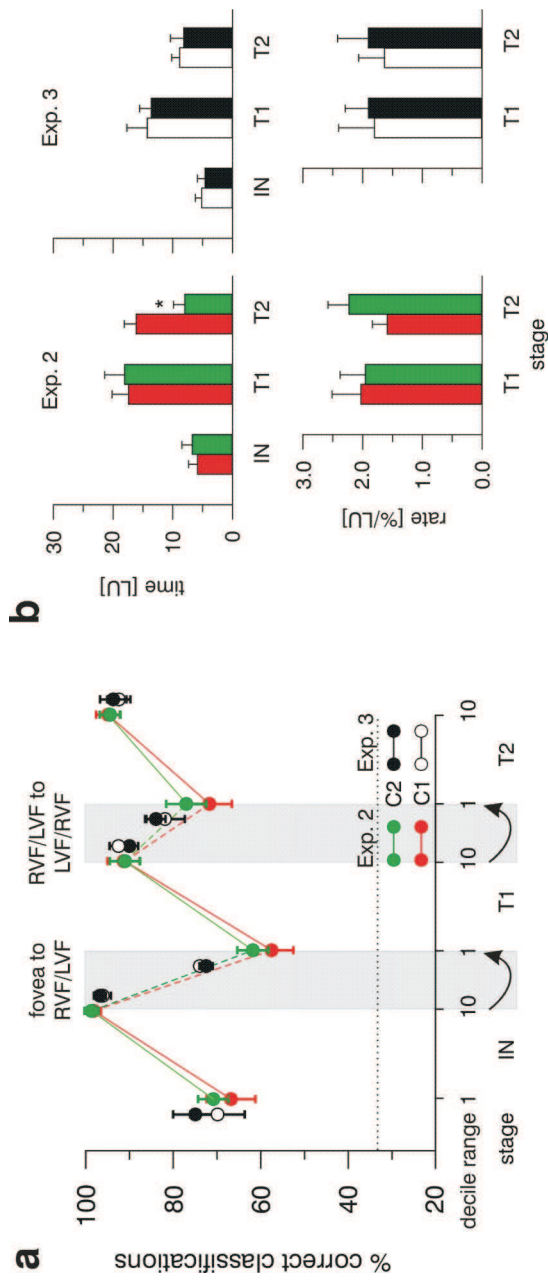 a
% correct classifications
100
80
60
40
20
fovea to
RVF/LVF
RVF/LVF to
LVF/RVF
Exp. 2 Exp. 3
C2
C1
decile range 1 10 1 10 1 10
stage IN T1 T2
b
Exp. 2
Exp. 3
time [LU]
30
20
10
0
*
IN T1 T2
IN T1 T2
rate [%/LU]
3.0
2.0
1.0
0.0
T1 T2
T1 T2
stage